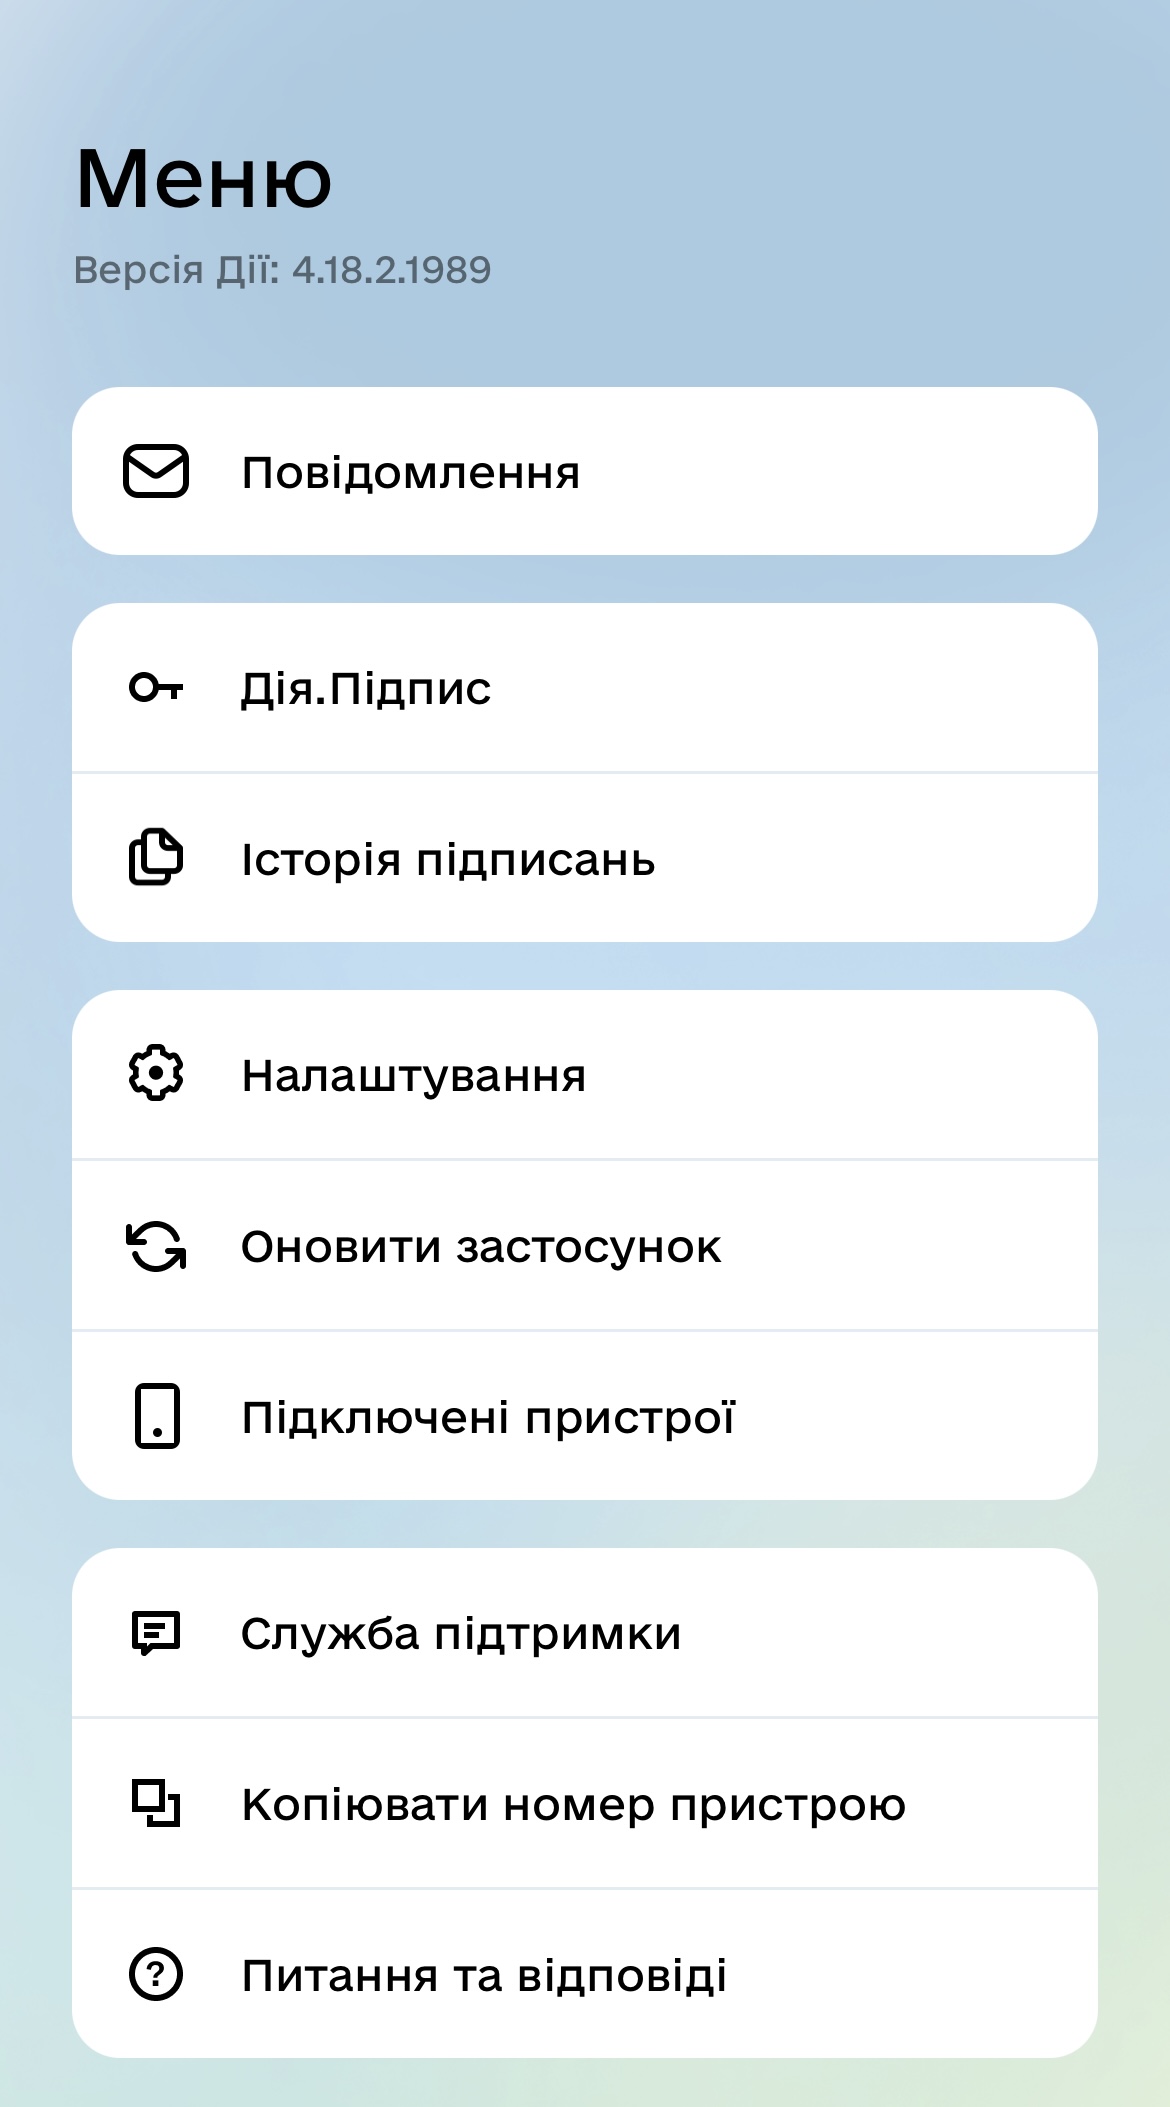 Меню
Версія Дії: 4.18.2.1989
Повідомлення
Дія.Підпис
Історія підписань
Налаштування
Оновити застосунок
Підключені пристрої
Служба підтримки
Копіювати номер пристрою
Питання та відповіді